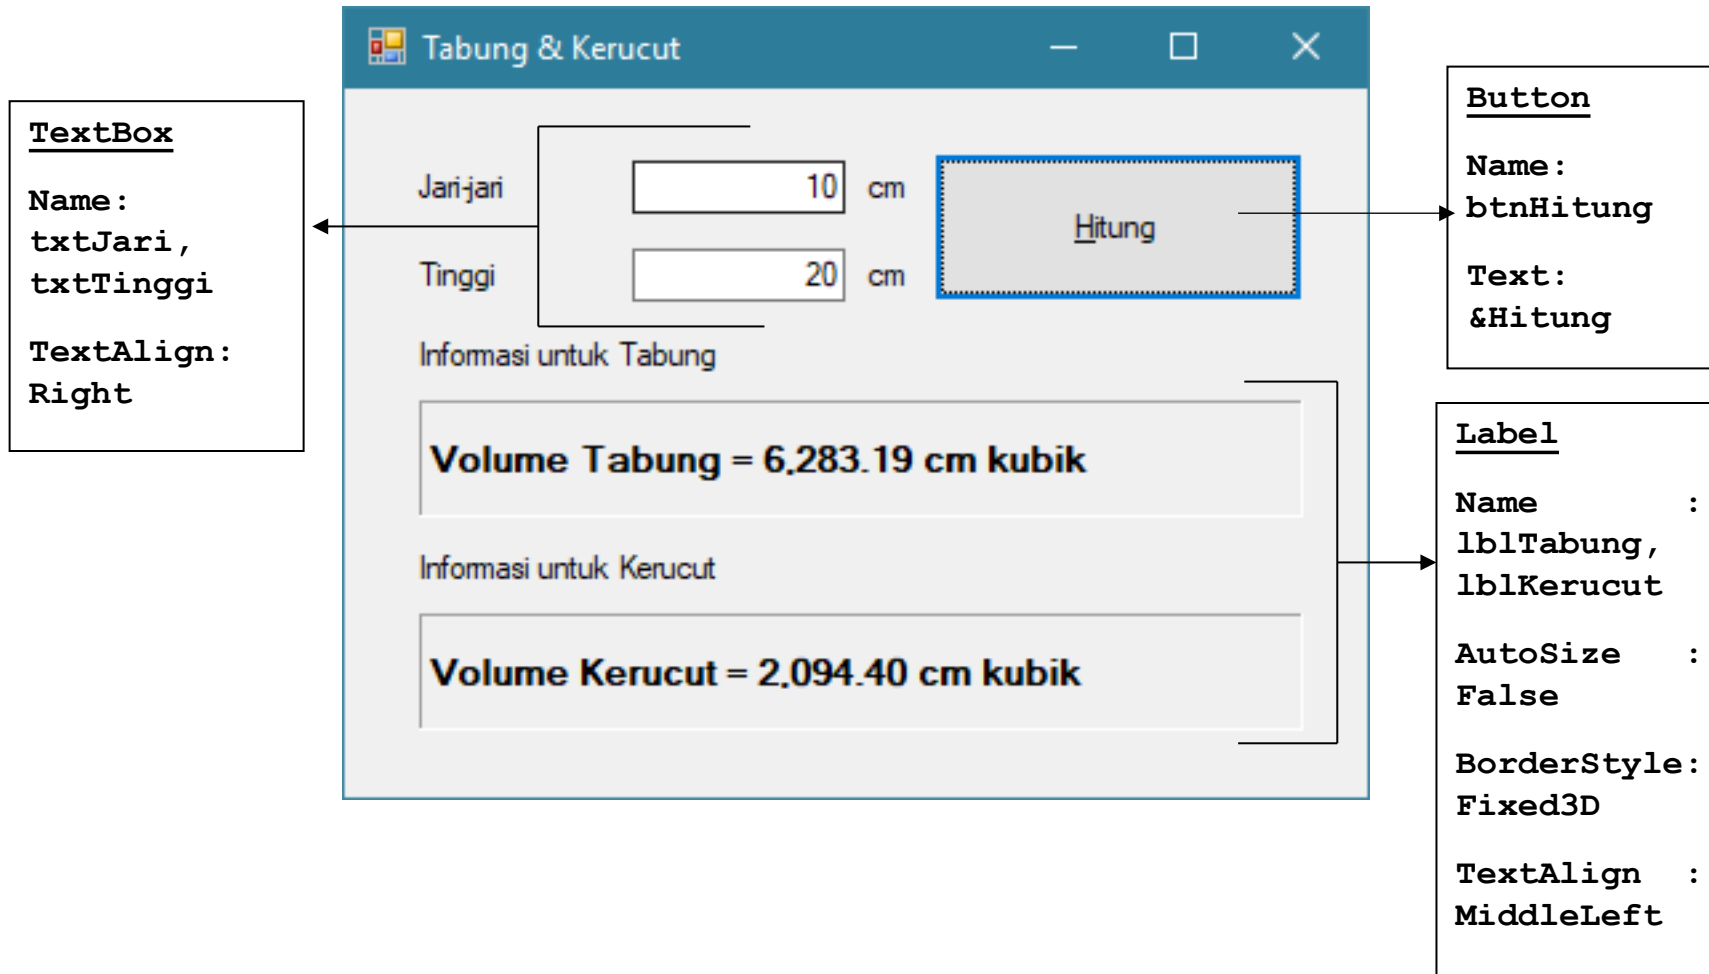 Tabung & Kerucut
TextBox
Name:
txtJari,
txtTinggi
TextAlign:
Right
Jari-jari
10
cm
Tinggi
20
cm
Hitung
Informasi untuk Tabung
Volume Tabung = 6,283.19 cm kubik
Informasi untuk Kerucut
Volume Kerucut = 2,094.40 cm kubik
Button
Name:
btnHitung
Text:
&Hitung
Label
Name :
lblTabung,
lblKerucut
AutoSize :
False
BorderStyle:
Fixed3D
TextAlign :
MiddleLeft